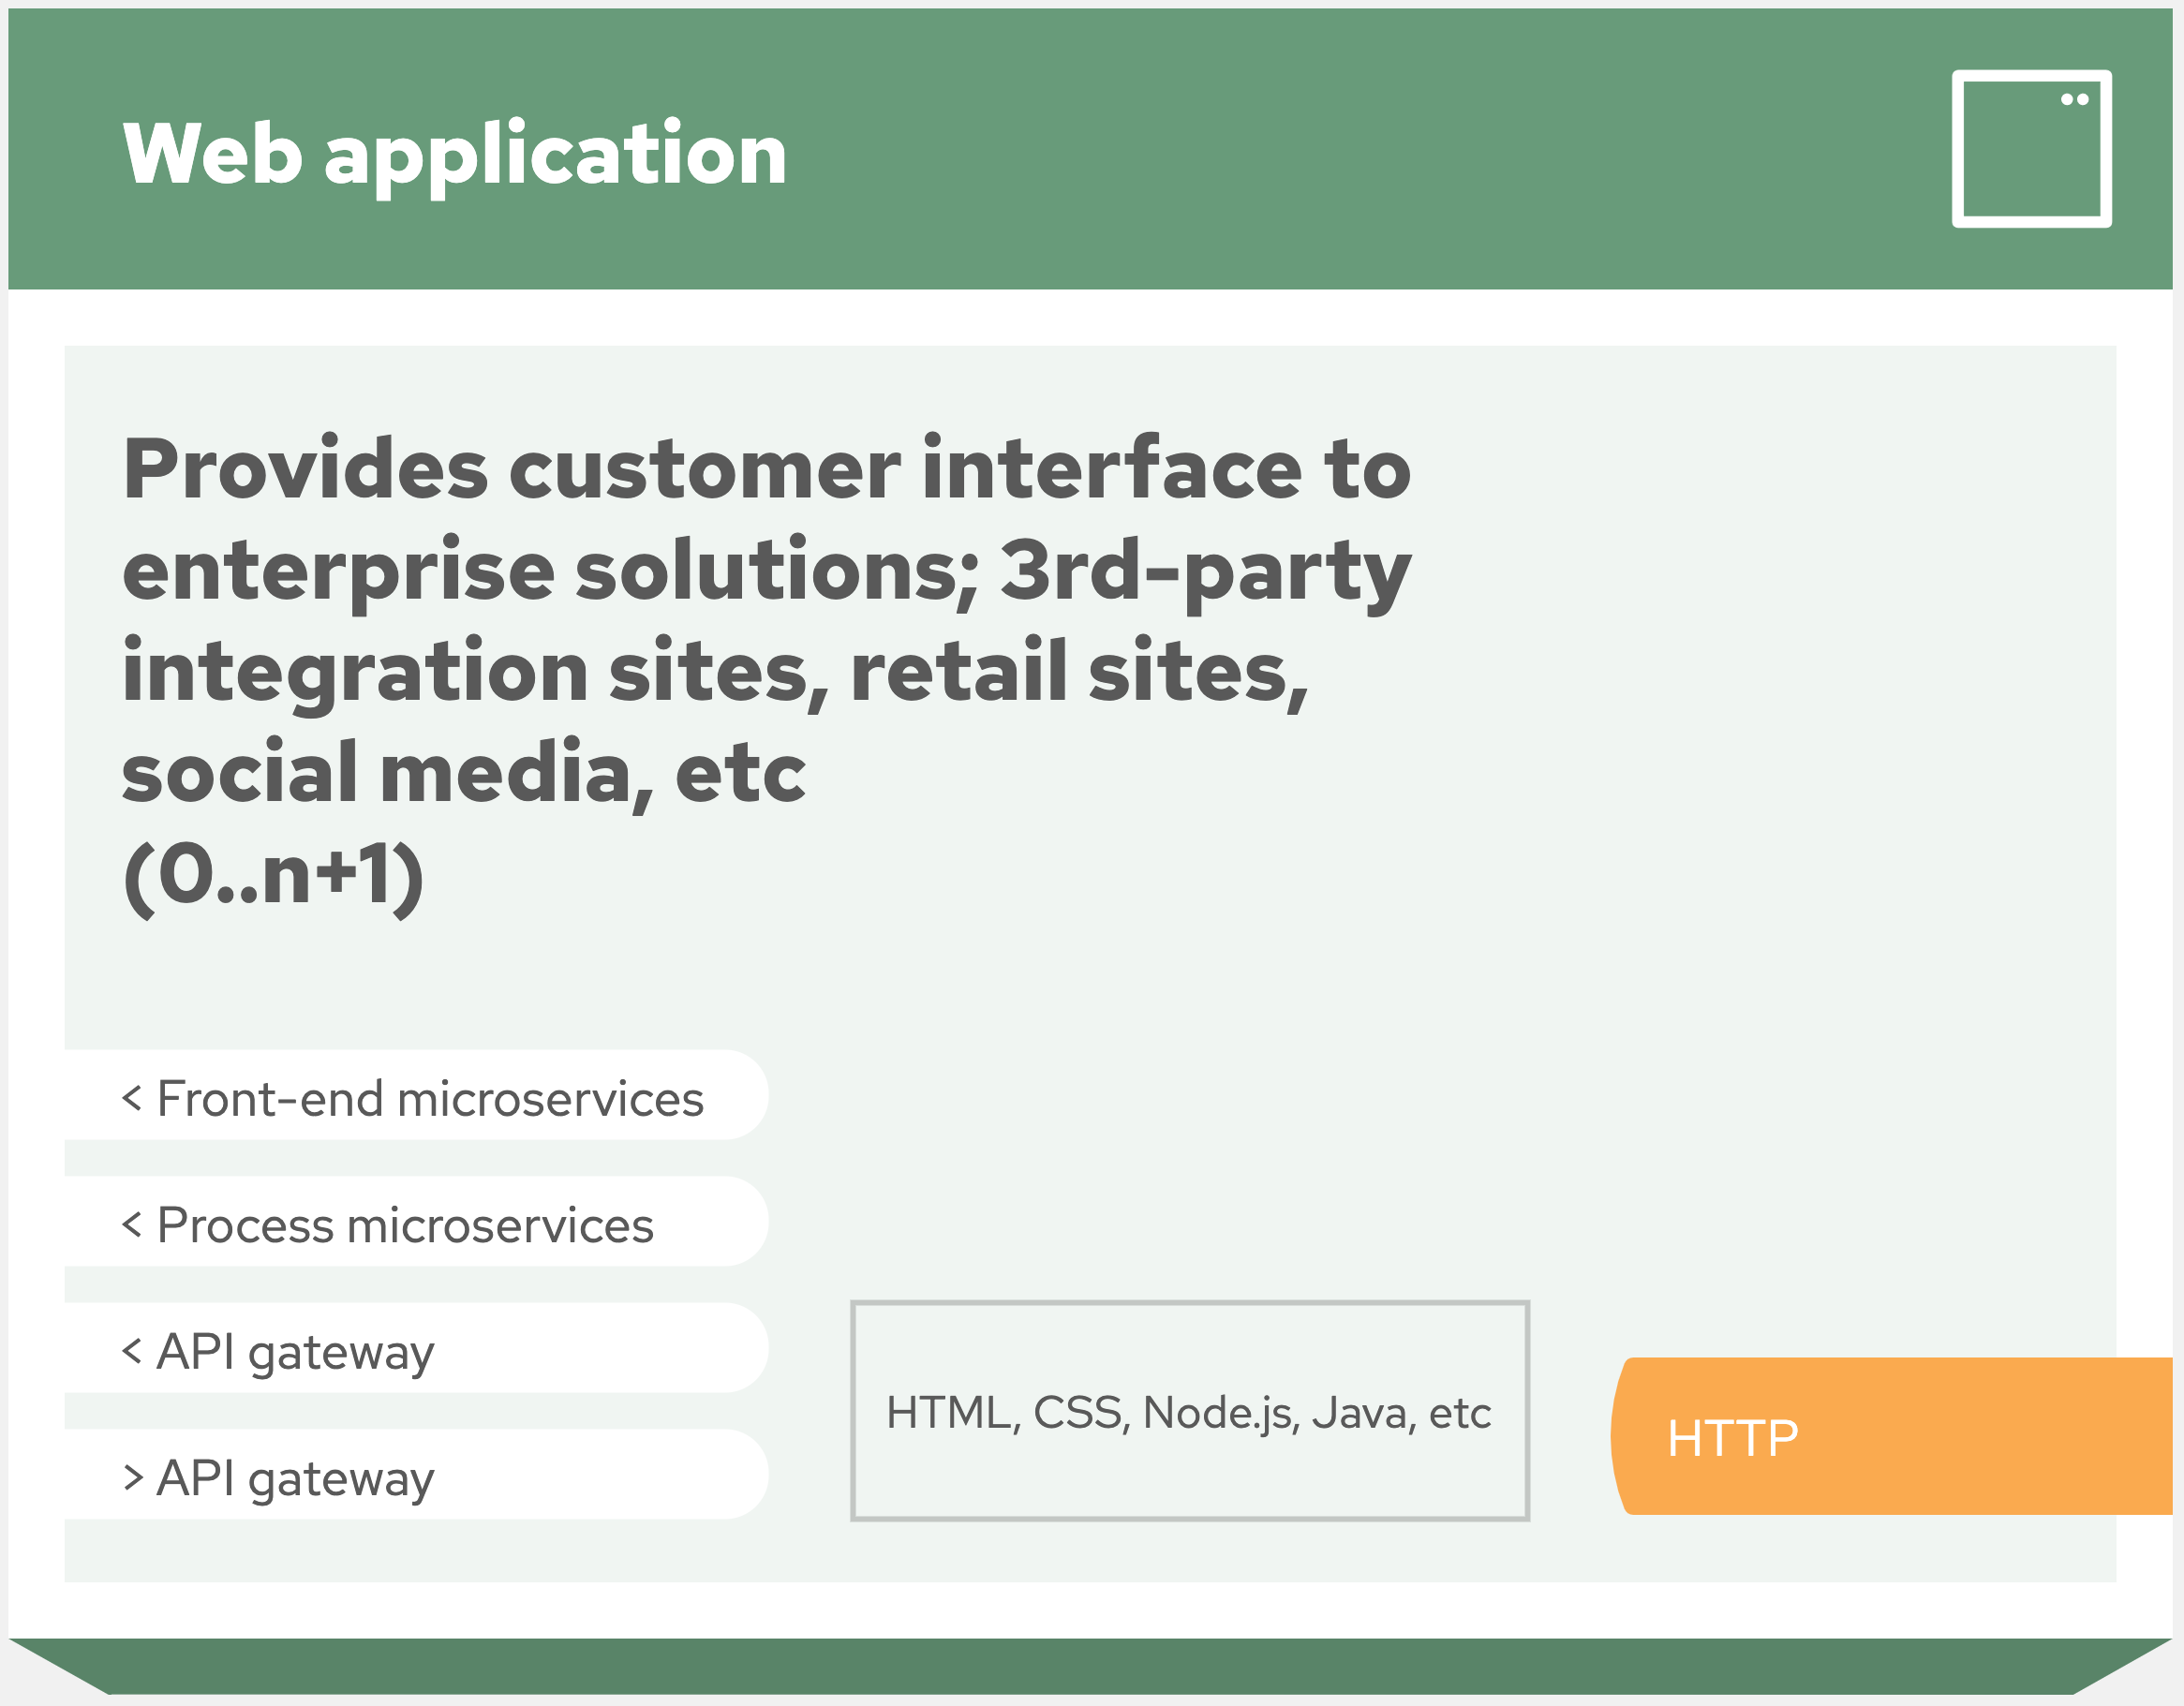 Web application
Provides customer interface to
enterprise solutions; 3rd-party
integration sites, retail sites,
social media, etc
(0..n+1)
< Front-end microservices
< Process microservices
< API gateway
> API gateway
HTML, CSS, Node.js, Java, etc
HTTP